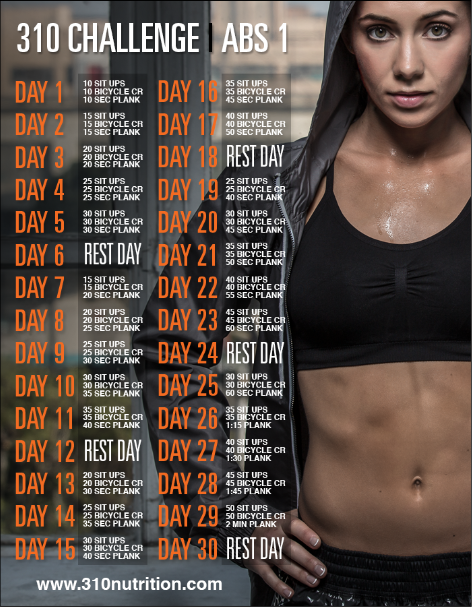 310 CHALLENGE | ABS 1
DAY 1
10 SIT UPS
10 BICYCLE CR
10 SEC PLANK
DAY 2
15 SIT UPS
15 BICYCLE CR
15 SEC PLANK
DAY 3
20 SIT UPS
20 BICYCLE CR
20 SEC PLANK
DAY 4
25 SIT UPS
25 BICYCLE CR
25 SEC PLANK
DAY 5
30 SIT UPS
30 BICYCLE CR
30 SEC PLANK
DAY 6
REST DAY
DAY 7
15 SIT UPS
15 BICYCLE CR
20 SEC PLANK
DAY 8
20 SIT UPS
20 BICYCLE CR
25 SEC PLANK
DAY 9
25 SIT UPS
25 BICYCLE CR
30 SEC PLANK
DAY 10
30 SIT UPS
30 BICYCLE CR
35 SEC PLANK
DAY 11
35 SIT UPS
35 BICYCLE CR
40 SEC PLANK
DAY 12
REST DAY
DAY 13
20 SIT UPS
20 BICYCLE CR
30 SEC PLANK
DAY 14
25 SIT UPS
25 BICYCLE CR
35 SEC PLANK
DAY 15
30 SIT UPS
30 BICYCLE CR
40 SEC PLANK
DAY 16
35 SIT UPS
35 BICYCLE CR
45 SEC PLANK
DAY 17
40 SIT UPS
40 BICYCLE CR
50 SEC PLANK
DAY 18
REST DAY
DAY 19
25 SIT UPS
25 BICYCLE CR
40 SEC PLANK
DAY 20
30 SIT UPS
30 BICYCLE CR
45 SEC PLANK
DAY 21
35 SIT UPS
35 BICYCLE CR
50 SEC PLANK
DAY 22
40 SIT UPS
40 BICYCLE CR
55 SEC PLANK
DAY 23
45 SIT UPS
45 BICYCLE CR
60 SEC PLANK
DAY 24
REST DAY
DAY 25
30 SIT UPS
30 BICYCLE CR
60 SEC PLANK
DAY 26
35 SIT UPS
35 BICYCLE CR
1:15 PLANK
DAY 27
40 SIT UPS
40 BICYCLE CR
1:30 PLANK
DAY 28
45 SIT UPS
45 BICYCLE CR
1:45 PLANK
DAY 29
50 SIT UPS
50 BICYCLE CR
2 MIN PLANK
DAY 30
REST DAY
www.310nutrition.com